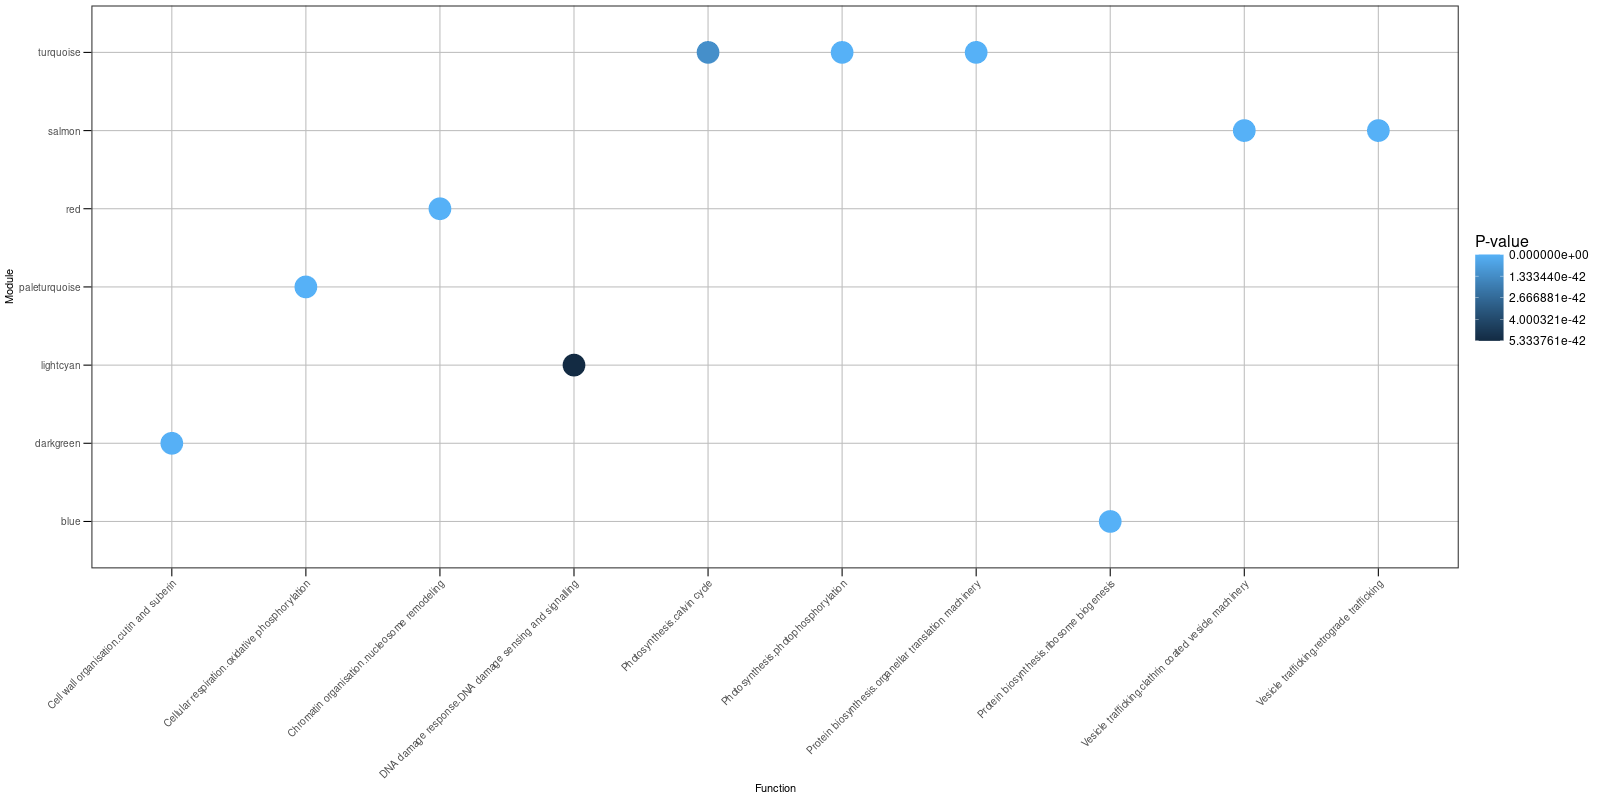 turquoise
salmon
red
paleturquoise
lightcyan
darkgreen
blue
Module
Cell wall organisation.cutin and suberin
Cellular respiration.oxidative phosphorylation
Chromatin organisation.nucleosome remodeling
DNA damage response.DNA damage sensing and signalling
Photosynthesis.calvin cycle
Photosynthesis.photophosphorylation
Protein biosynthesis.organellar translation machinery
Protein biosynthesis.ribosome biogenesis
Vesicle trafficking.clathrin coated vesicle machinery
Vesicle trafficking.retrograde trafficking
Function
P-value
0.000000e+00
1.333440e-42
2.666881e-42
4.000321e-42
5.333761e-42